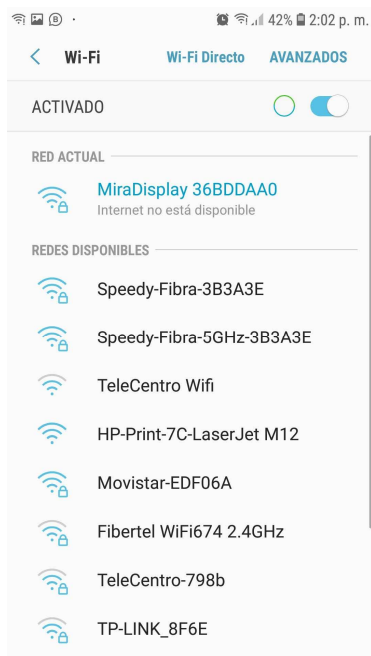 42% 2:02 p. m.
Wi-Fi Wi-Fi Directo AVANZADOS
ACTIVADO
RED ACTUAL
MiraDisplay 36BDDAA0
Internet no está disponible
REDES DISPONIBLES
Speedy-Fibra-3B3A3E
Speedy-Fibra-5GHz-3B3A3E
TeleCentro Wifi
HP-Print-7C-LaserJet M12
Movistar-EDF06A
Fibertel WiFi674 2.4GHz
TeleCentro-798b
TP-LINK_8F6E